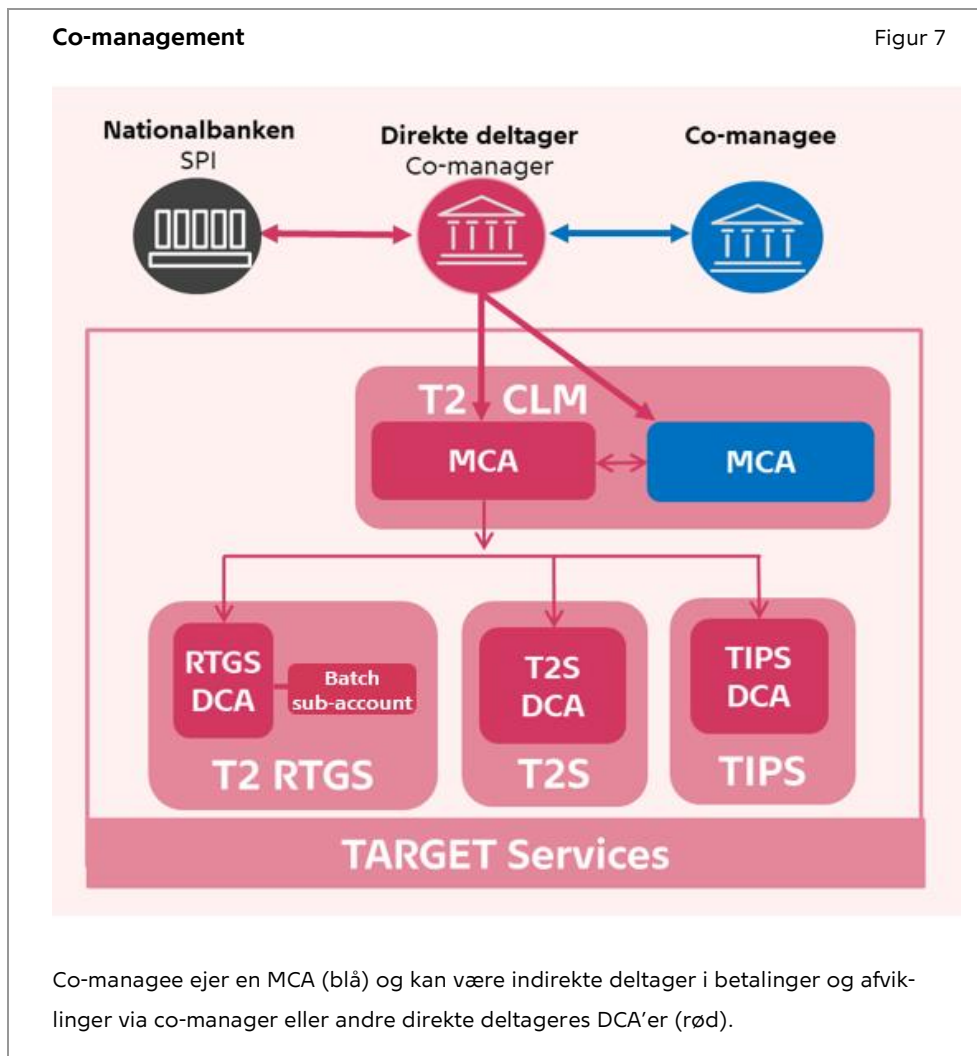 Co-management
Figur 7
Nationalbanken
SPI
Direkte deltager
Co-manager
Co-managee
T2 CLM
MCA
MCA
RTGS
DCA
Batch
sub-account
T2 RTGS
T2S
DCA
T2S
TIPS
DCA
TIPS
TARGET Services
Co-managee ejer en MCA (blå) og kan være indirekte deltager i betalinger og afvik-
linger via co-manager eller andre direkte deltageres DCA’er (rød).